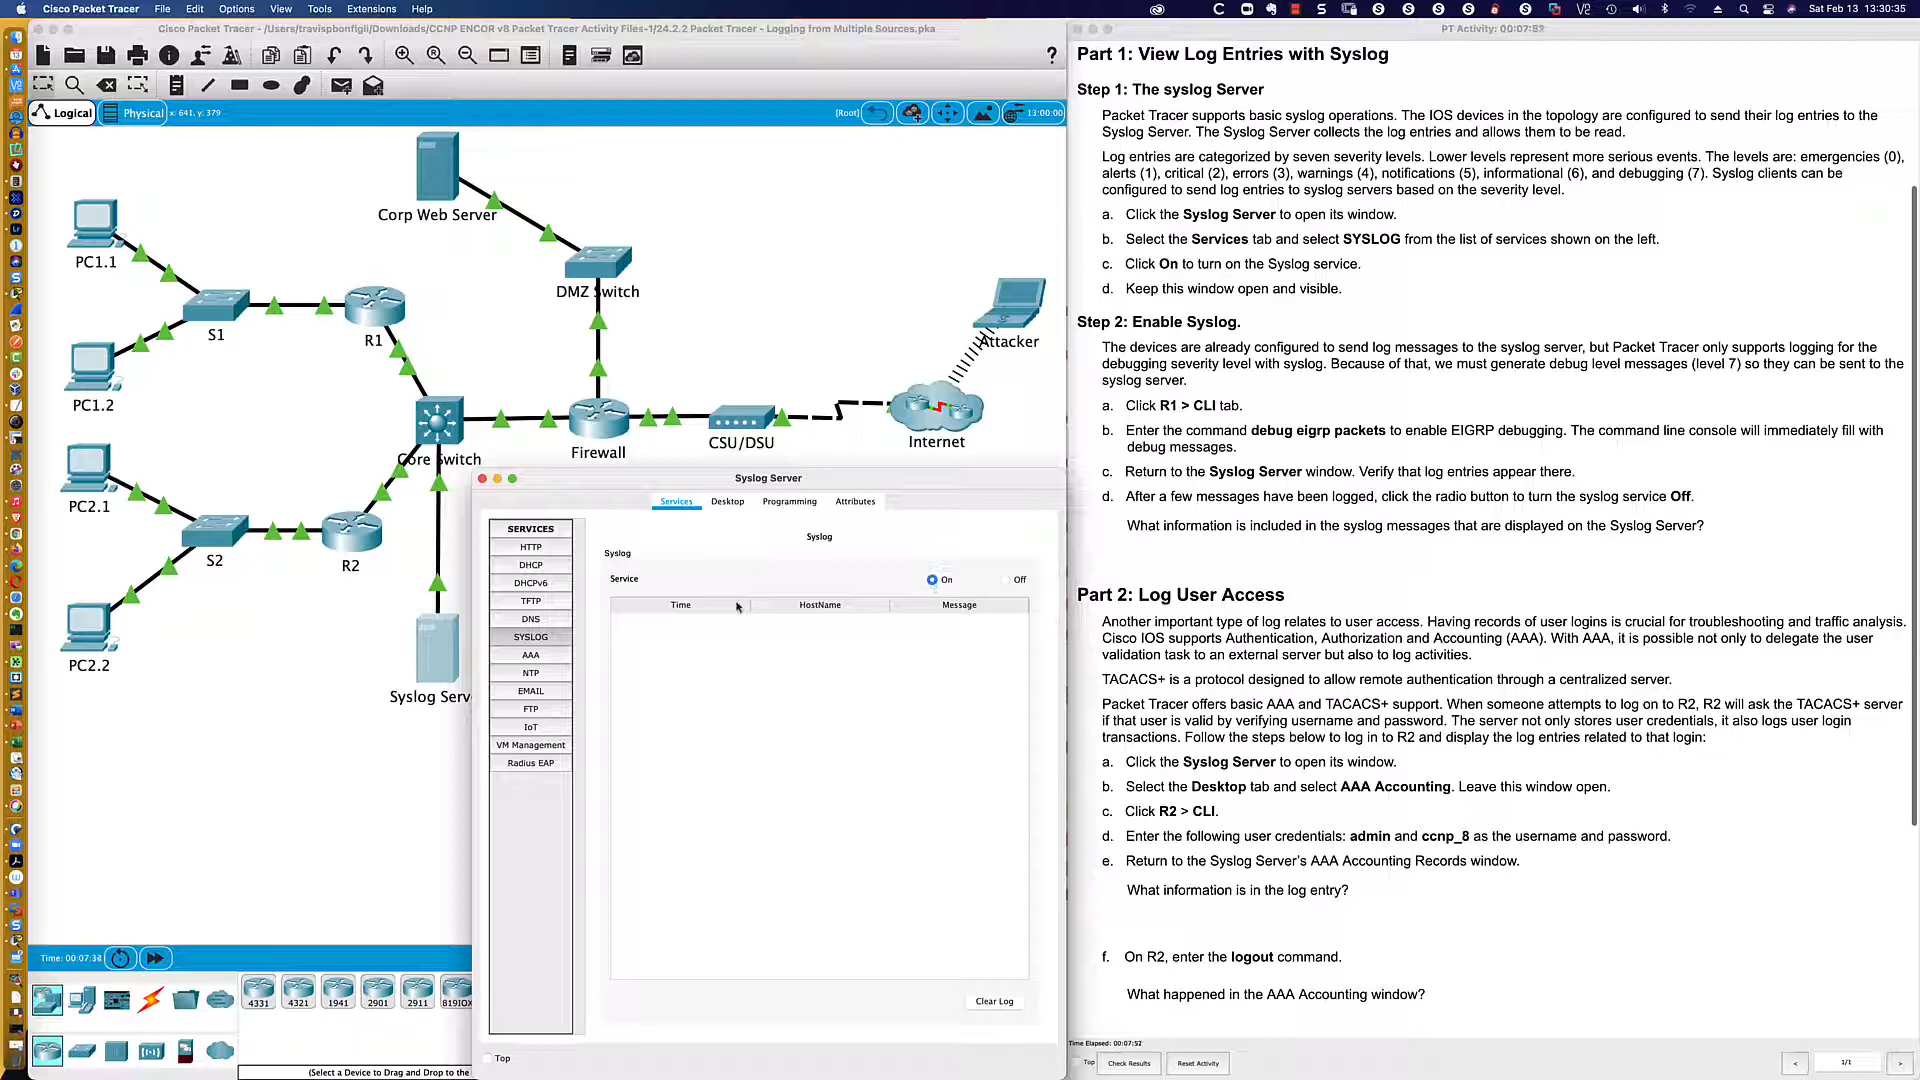 Cisco Packet Tracer File Edit Options View Tools Extensions Help
Sat Feb 13 13:30:35
Cisco Packet Tracer - /Users/travispbonfigli/Downloads/CCNP ENCOR v8 Packet Tracer Activity Files-1/24.2.2 Packet Tracer - Logging from Multiple Sources.pka
Logical
Physical
x: 641, y: 379
[Root]
13:00:00
Corp Web Server
PC1.1
DMZ Switch
S1
R1
Attacker
PC1.2
Core Switch
Firewall
CSU/DSU
Internet
PC2.1
S2
R2
PC2.2
Syslog Serv
Syslog Server
Services Desktop Programming Attributes
SERVICES
HTTP
DHCP
DHCPv6
TFTP
DNS
SYSLOG
AAA
NTP
EMAIL
FTP
IoT
VM Management
Radius EAP
Syslog
Syslog
Service
On
Off
Time HostName Message
Clear Log
Top
Time: 00:07:34
4331 4321 1941 2901 2911 819IOX
(Select a Device to Drag and Drop to the
PT Activity: 00:07:52
Part 1: View Log Entries with Syslog
Step 1: The syslog Server
Packet Tracer supports basic syslog operations. The IOS devices in the topology are configured to send their log entries to the
Syslog Server. The Syslog Server collects the log entries and allows them to be read.
Log entries are categorized by seven severity levels. Lower levels represent more serious events. The levels are: emergencies (0),
alerts (1), critical (2), errors (3), warnings (4), notifications (5), informational (6), and debugging (7). Syslog clients can be
configured to send log entries to syslog servers based on the severity level.
a. Click the Syslog Server to open its window.
b. Select the Services tab and select SYSLOG from the list of services shown on the left.
c. Click On to turn on the Syslog service.
d. Keep this window open and visible.
Step 2: Enable Syslog.
The devices are already configured to send log messages to the syslog server, but Packet Tracer only supports logging for the
debugging severity level with syslog. Because of that, we must generate debug level messages (level 7) so they can be sent to the
syslog server.
a. Click R1 > CLI tab.
b. Enter the command debug eigrp packets to enable EIGRP debugging. The command line console will immediately fill with
debug messages.
c. Return to the Syslog Server window. Verify that log entries appear there.
d. After a few messages have been logged, click the radio button to turn the syslog service Off.
What information is included in the syslog messages that are displayed on the Syslog Server?
Part 2: Log User Access
Another important type of log relates to user access. Having records of user logins is crucial for troubleshooting and traffic analysis.
Cisco IOS supports Authentication, Authorization and Accounting (AAA). With AAA, it is possible not only to delegate the user
validation task to an external server but also to log activities.
TACACS+ is a protocol designed to allow remote authentication through a centralized server.
Packet Tracer offers basic AAA and TACACS+ support. When someone attempts to log on to R2, R2 will ask the TACACS+ server
if that user is valid by verifying username and password. The server not only stores user credentials, it also logs user login
transactions. Follow the steps below to log in to R2 and display the log entries related to that login:
a. Click the Syslog Server to open its window.
b. Select the Desktop tab and select AAA Accounting. Leave this window open.
c. Click R2 > CLI.
d. Enter the following user credentials: admin and ccnp_8 as the username and password.
e. Return to the Syslog Server's AAA Accounting Records window.
What information is in the log entry?
f. On R2, enter the logout command.
What happened in the AAA Accounting window?
Time Elapsed: 00:07:52
Top
Check Results
Reset Activity
<
1/1
>